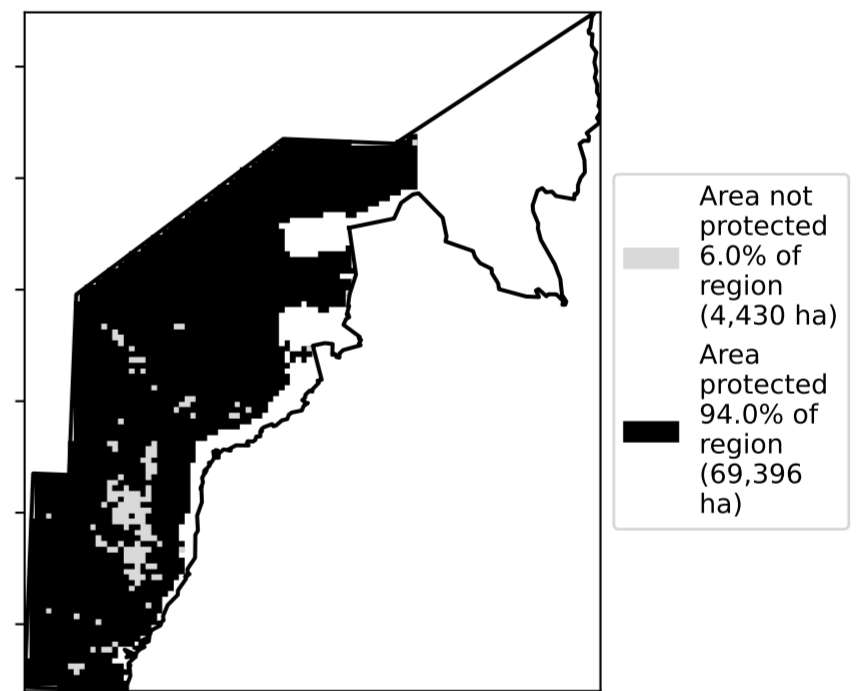 Area not
protected
6.0% of
region
(4,430 ha)
Area
protected
94.0% of
region
(69,396
ha)